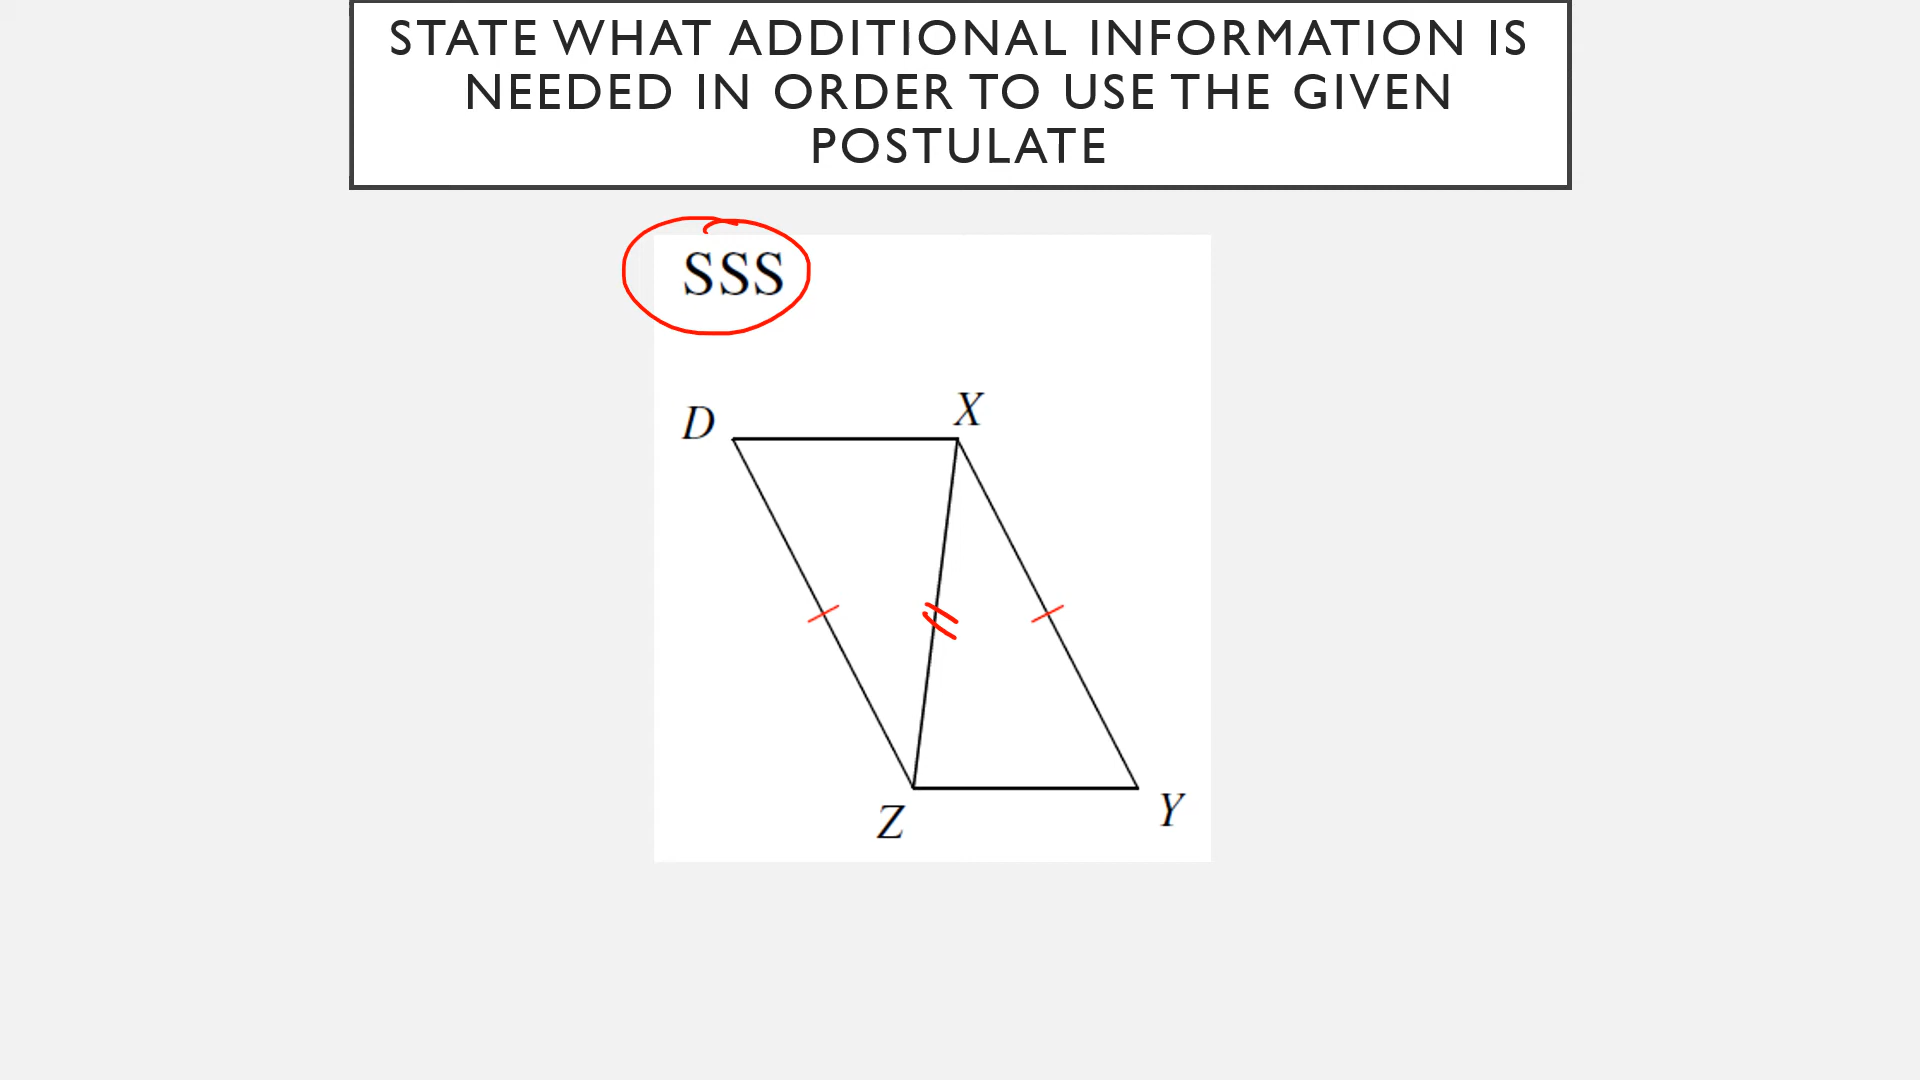 STATE WHAT ADDITIONAL INFORMATION IS
NEEDED IN ORDER TO USE THE GIVEN
POSTULATE
SSS
D
X
Z
Y